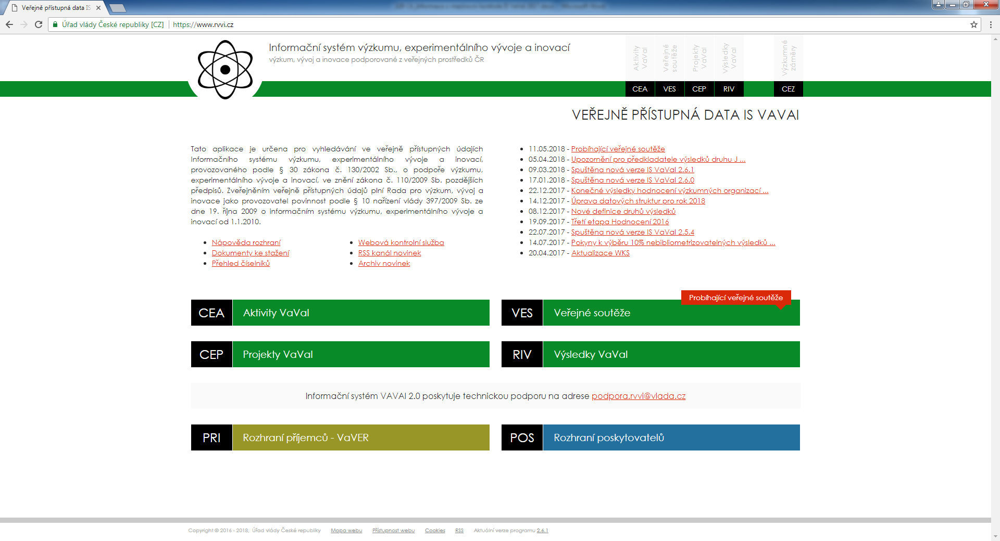 Veřejně přístupná data IS
Úřad vlády České republiky [CZ] https://www.rvvi.cz
Informační systém výzkumu, experimentálního vývoje a inovací
výzkum, vývoj a inovace podporované z veřejných prostředků ČR
Aktivity
VaVaI
Veřejné
soutěže
Projekty
VaVaI
Výsledky
VaVaI
Výzkumné
záměry
CEA VES CEP RIV CEZ
VEŘEJNĚ PŘÍSTUPNÁ DATA IS VAVAI
Tato aplikace je určena pro vyhledávání ve veřejně přístupných údajích
Informačního systému výzkumu, experimentálního vývoje a inovací,
provozovaného podle § 30 zákona č. 130/2002 Sb., o podpoře výzkumu,
experimentálního vývoje a inovací, ve znění zákona č. 110/2009 Sb. pozdějších
předpisů. Zveřejněním veřejně přístupných údajů plní Rada pro výzkum, vývoj a
inovace jako provozovatel povinnost podle § 10 nařízení vlády 397/2009 Sb. ze
dne 19. října 2009 o informačním systému výzkumu, experimentálního vývoje a
inovací od 1.1.2010.
Nápověda rozhraní
Dokumenty ke stažení
Přehled číselníků
Webová kontrolní služba
RSS kanál novinek
Archiv novinek
11.05.2018 - Probíhající veřejné soutěže
05.04.2018 - Upozornění pro předkladatele výsledků druhu J ...
09.03.2018 - Spuštěna nová verze IS VaVaI 2.6.1
17.01.2018 - Spuštěna nová verze IS VaVaI 2.6.0
22.12.2017 - Konečné výsledky hodnocení výzkumných organizací ...
14.12.2017 - Úprava datových struktur pro rok 2018
08.12.2017 - Nové definice druhů výsledků
19.09.2017 - Třetí etapa Hodnocení 2016
22.07.2017 - Spuštěna nová verze IS VaVaI 2.5.4
14.07.2017 - Pokyny k výběru 10% nebibliometrizovatelných výsledků ...
20.04.2017 - Aktualizace WKS
Probíhající veřejné soutěže
CEA Aktivity VaVaI
VES Veřejné soutěže
CEP Projekty VaVaI
RIV Výsledky VaVaI
Informační systém VAVAI 2.0 poskytuje technickou podporu na adrese podpora.rvvi@vlada.cz
PRI Rozhraní příjemců - VaVER
POS Rozhraní poskytovatelů
Copyright © 2016 - 2018, Úřad vlády České republiky Mapa webu Přístupnost webu Cookies RSS Aktuální verze programu 2.6.1